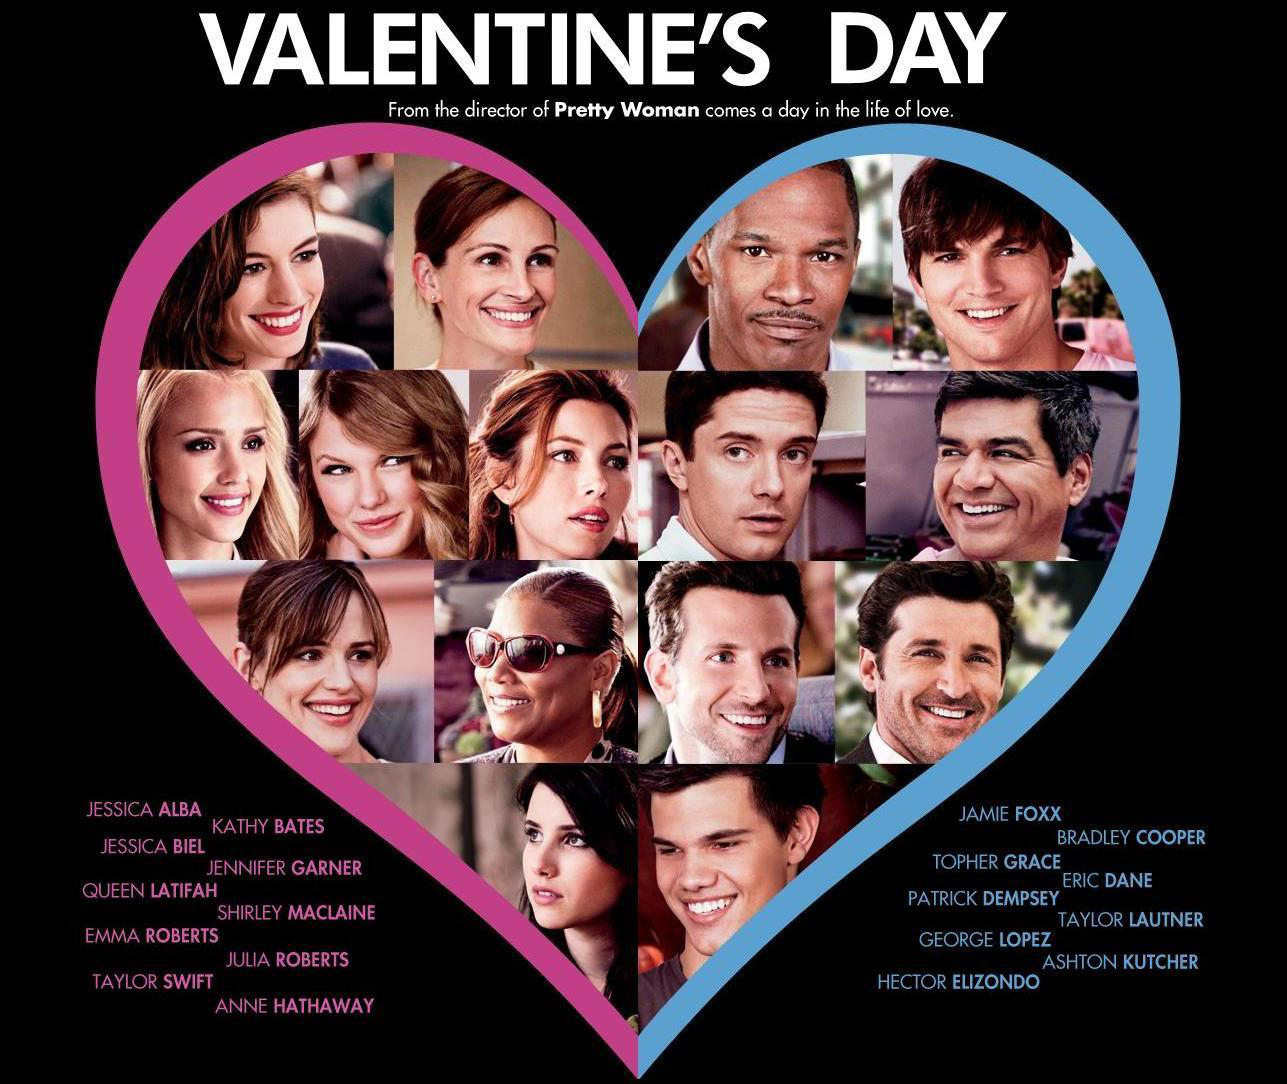 VALENTINE'S DAY
From the director of Pretty Woman comes a day in the life of love.
JESSICA ALBA
KATHY BATES
JESSICA BIEL
JENNIFER GARNER
QUEEN LATIFAH
SHIRLEY MACLAINE
EMMA ROBERTS
JULIA ROBERTS
TAYLOR SWIFT
ANNE HATHAWAY
JAMIE FOXX
BRADLEY COOPER
TOPHER GRACE
ERIC DANE
PATRICK DEMPSEY
TAYLOR LAUTNER
GEORGE LOPEZ
ASHTON KUTCHER
HECTOR ELIZONDO